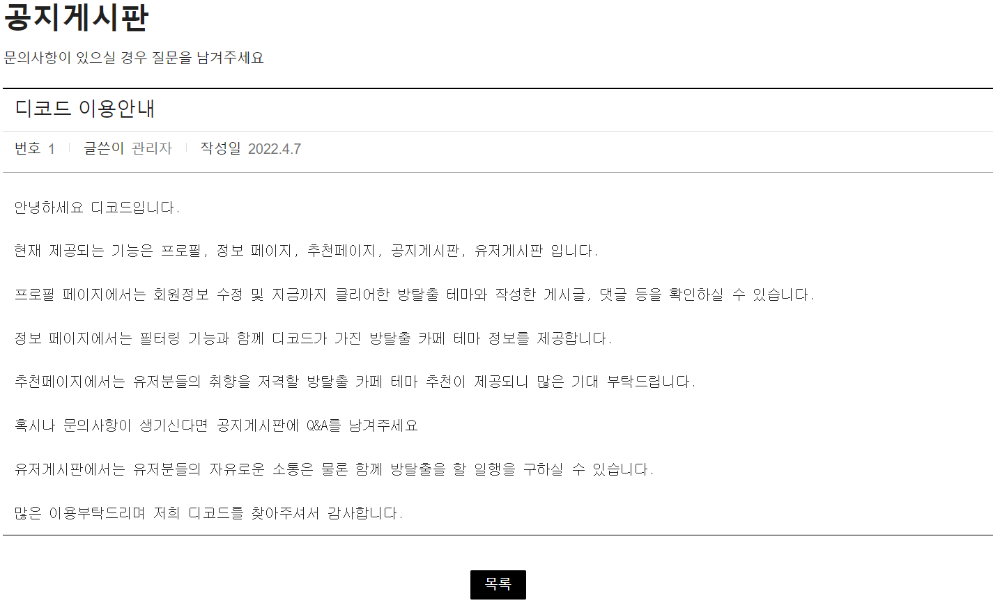 공지게시판
문의사항이 있으실 경우 질문을 남겨주세요
디코드 이용안내
번호 1 글쓴이 관리자 작성일 2022.4.7
안녕하세요 디코드입니다.
현재 제공되는 기능은 프로필, 정보 페이지, 추천페이지, 공지게시판, 유저게시판 입니다.
프로필 페이지에서는 회원정보 수정 및 지금까지 클리어한 방탈출 테마와 작성한 게시글, 댓글 등을 확인하실 수 있습니다.
정보 페이지에서는 필터링 기능과 함께 디코드가 가진 방탈출 카페 테마 정보를 제공합니다.
추천페이지에서는 유저분들의 취향을 저격할 방탈출 카페 테마 추천이 제공되니 많은 기대 부탁드립니다.
혹시나 문의사항이 생기신다면 공지게시판에 Q&A를 남겨주세요
유저게시판에서는 유저분들의 자유로운 소통은 물론 함께 방탈출을 할 일행을 구하실 수 있습니다.
많은 이용부탁드리며 저희 디코드를 찾아주셔서 감사합니다.
목록